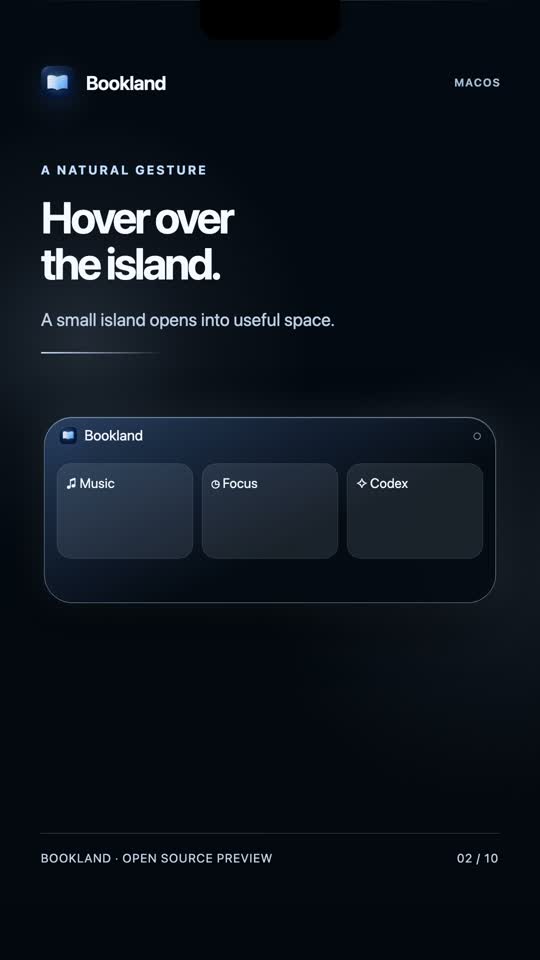 Bookland
MACOS
A NATURAL GESTURE
Hover over
the island.
A small island opens into useful space.
Bookland
Music
Focus
Codex
BOOKLAND · OPEN SOURCE PREVIEW
02 / 10